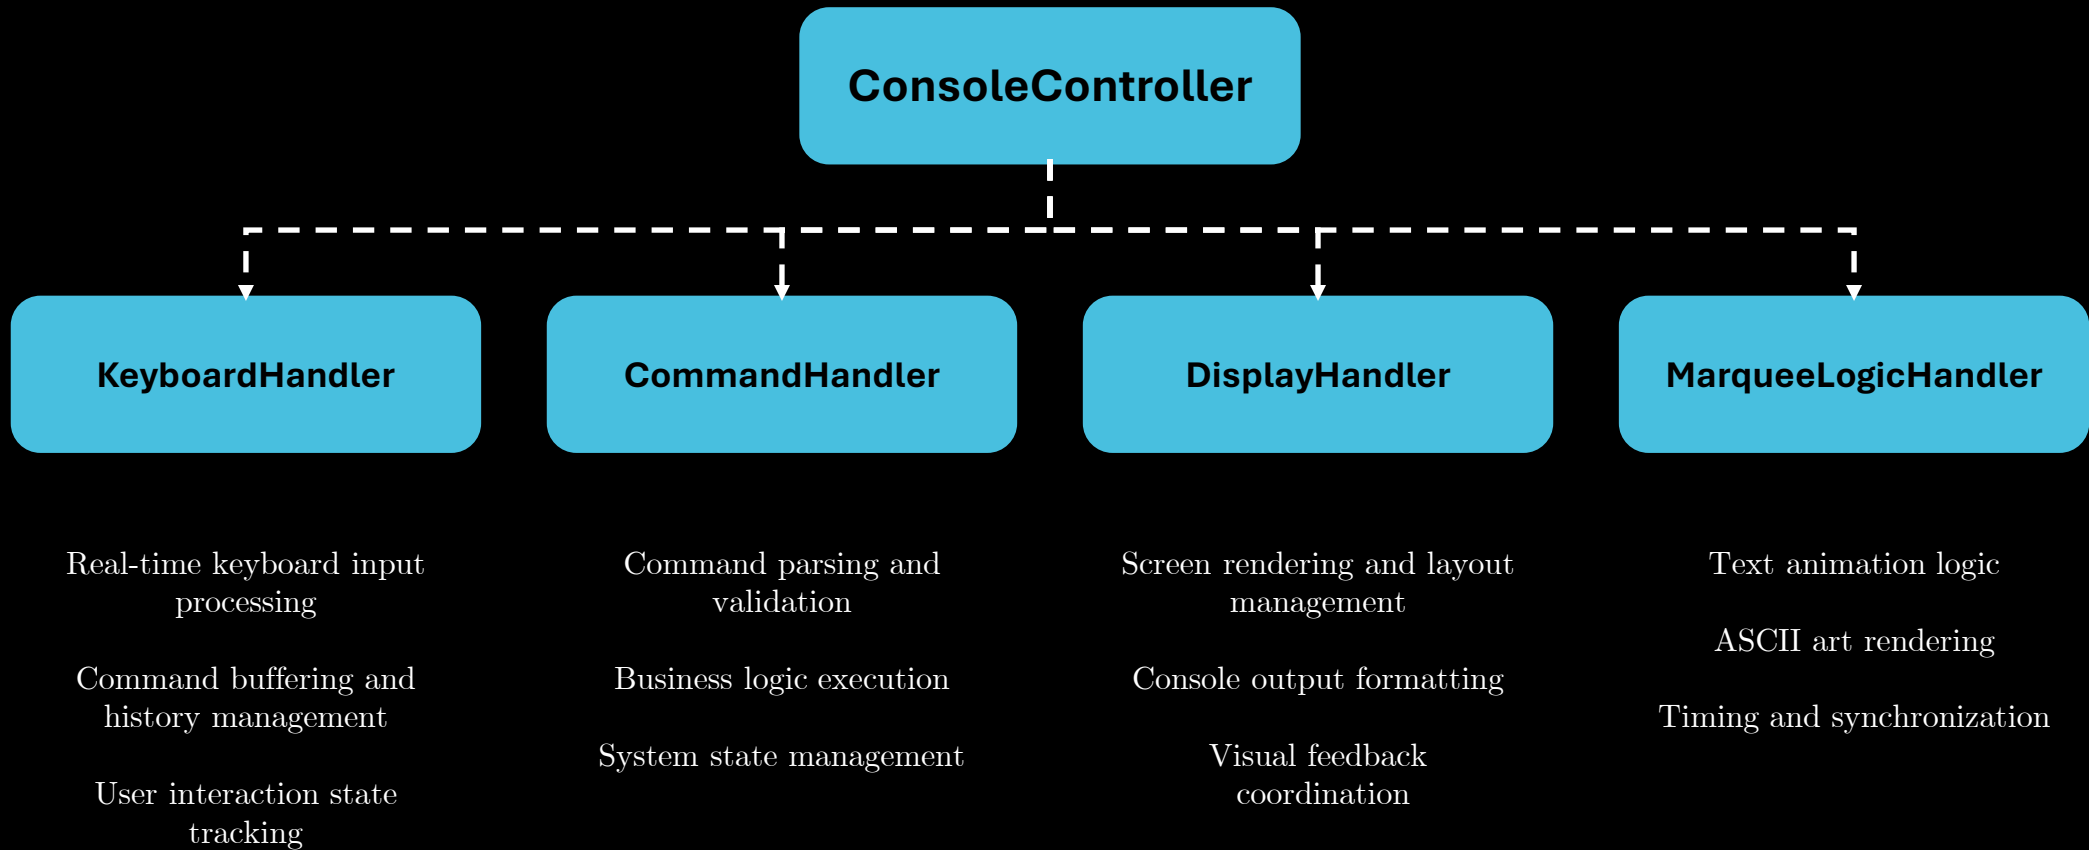 ConsoleController
KeyboardHandler
CommandHandler
DisplayHandler
MarqueeLogicHandler
Real-time keyboard input
processing
Command buffering and
history management
User interaction state
tracking
Command parsing and
validation
Business logic execution
System state management
Screen rendering and layout
management
Console output formatting
Visual feedback
coordination
Text animation logic
ASCII art rendering
Timing and synchronization